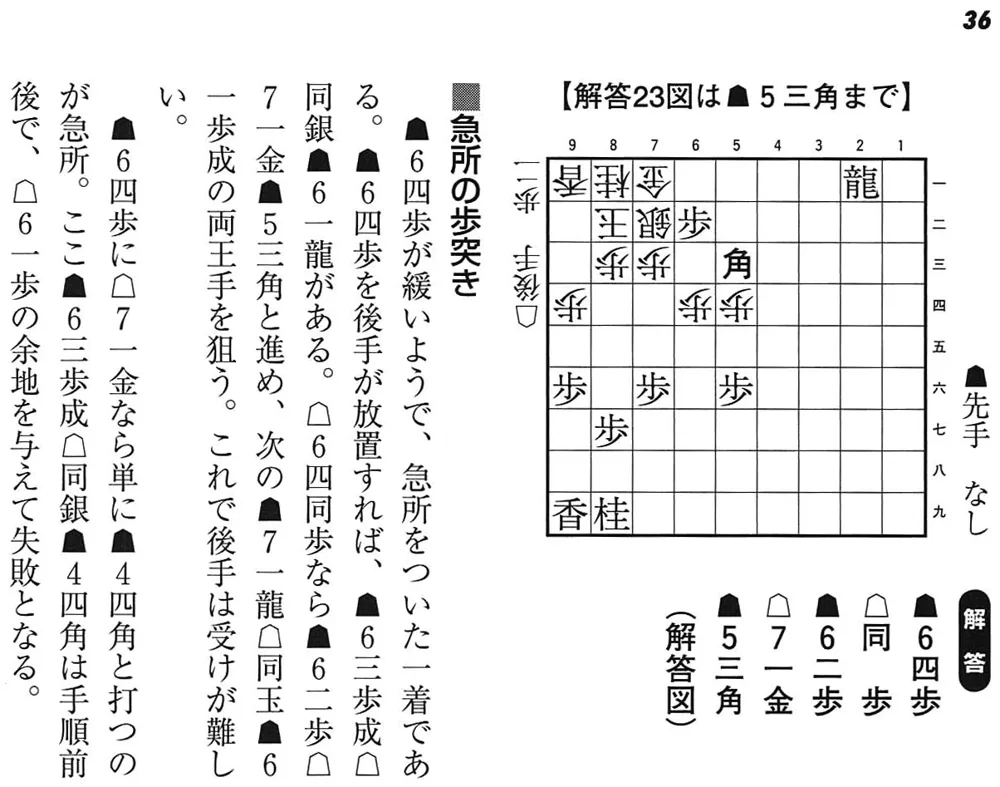 36
解答
☗6四歩
☖同　歩
☗6二歩
☖7一金
☗5三角
（解答図）
【解答23図は☗5三角まで】
☗先手　なし
9 8 7 6 5 4 3 2 1
香桂金龍一
王銀歩二
歩歩角三
歩歩歩四
五
歩歩歩六
歩七
八
香桂九
☖後手　歩二
■急所の歩突き
☗6四歩が緩いようで、急所をついた一着であ
る。☗6四歩を後手が放置すれば、☗6三歩成☖
同銀☗6一龍がある。☖6四同歩なら☗6二歩☖
7一金☗5三角と進め、次の☗7一龍☖同玉☗6
一歩成の両王手を狙う。これで後手は受けが難し
い。
☗6四歩に☖7一金なら単に☗4四角と打つの
が急所。ここ☗6三歩成☖同銀☗4四角は手順前
後で、☖6一歩の余地を与えて失敗となる。